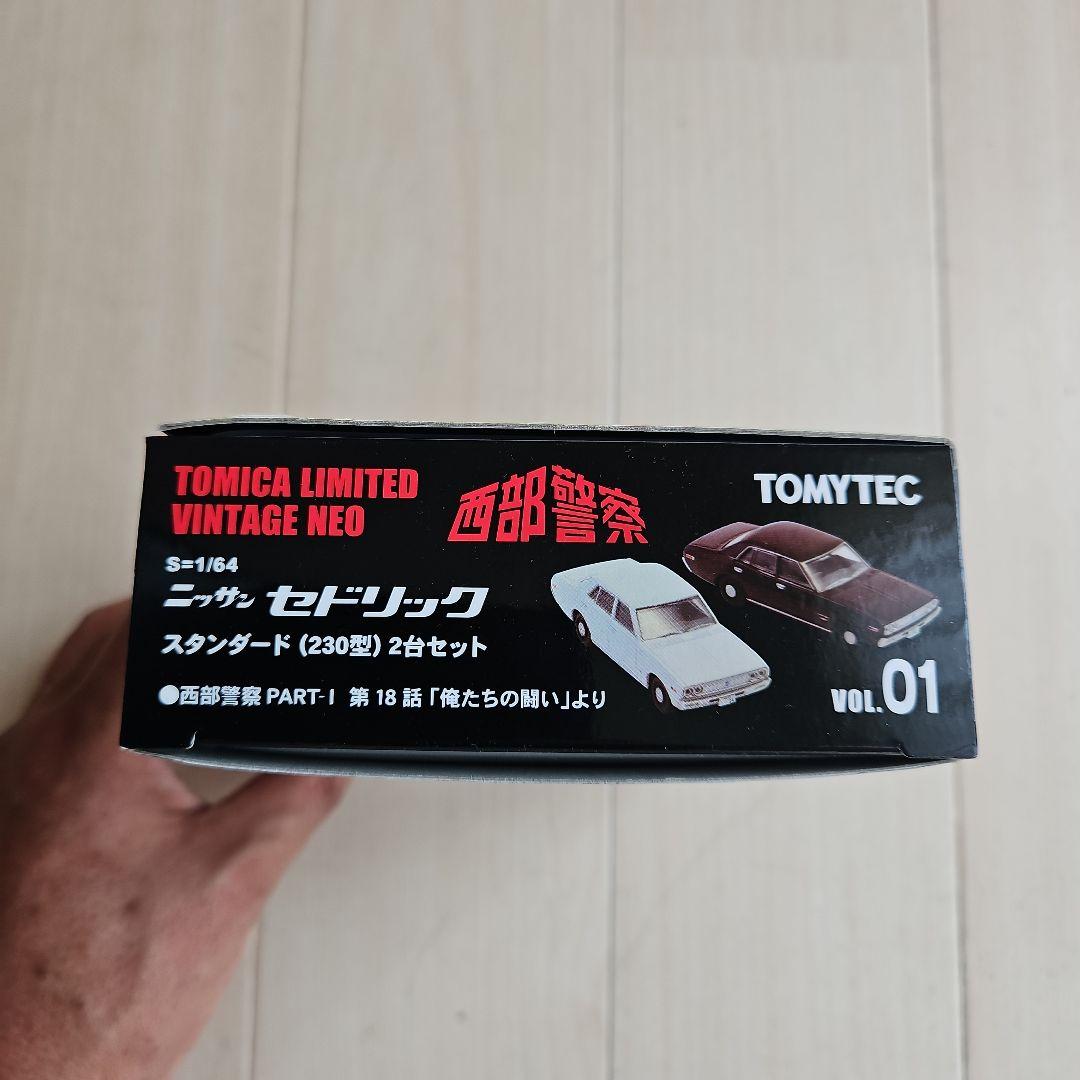 TOMICA LIMITED
VINTAGE NEO
西部警察
TOMYTEC
S=1/64
ニッサン セドリック
スタンダード(230型)2台セット
●西部警察 PART-I 第18話「俺たちの闘い」より
VOL.01